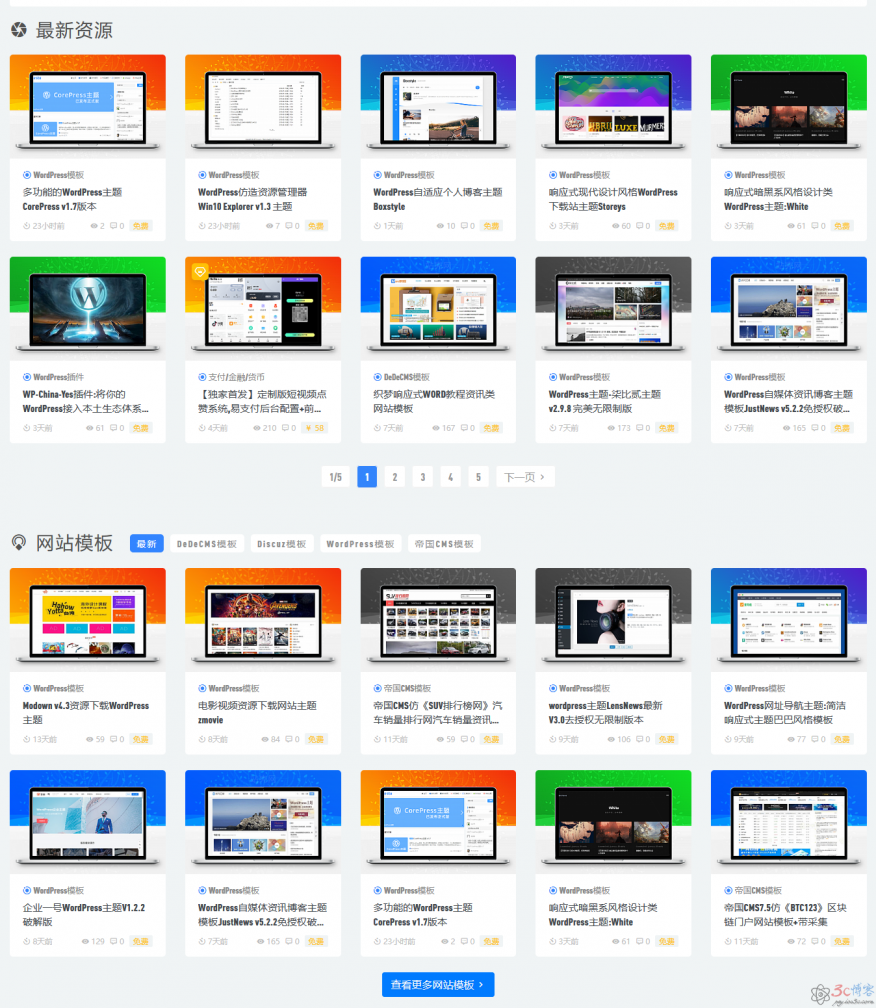 最新资源
WordPress模板
多功能的WordPress主题
CorePress v1.7版本
23小时前 2 0 免费
WordPress模板
WordPress仿造资源管理器
Win10 Explorer v1.3 主题
23小时前 7 0 免费
WordPress模板
WordPress自适应个人博客主题
Boxstyle
1天前 10 0 免费
WordPress模板
响应式现代设计风格WordPress
下载站主题Storeys
3天前 60 0 免费
WordPress模板
响应式暗黑系风格设计类
WordPress主题:White
3天前 61 0 免费
WordPress插件
WP-China-Yes插件:将你的
WordPress接入本土生态体系...
3天前 61 0 免费
支付/金融/货币
【独家首发】定制版短视频点
赞系统,易支付后台配置+前...
4天前 210 0 ¥ 58
DeDeCMS模板
织梦响应式WORD教程资讯类
网站模板
7天前 167 0 免费
WordPress模板
WordPress主题-柒比贰主题
v2.9.8 完美无限制版
7天前 173 0 免费
WordPress模板
WordPress自媒体资讯博客主题
模板JustNews v5.2.2免授权破...
7天前 165 0 免费
1/5 1 2 3 4 5 下一页 >
网站模板 最新 DeDeCMS模板 Discuz模板 WordPress模板 帝国CMS模板
WordPress模板
Modown v4.3资源下载WordPress
主题
13天前 59 0 免费
WordPress模板
电影视频资源下载网站主题
zmovie
8天前 84 0 免费
帝国CMS模板
帝国CMS仿《SUV排行榜网》汽
车销量排行网汽车销量资讯...
11天前 59 0 免费
WordPress模板
wordpress主题LensNews最新
V3.0去授权无限制版本
9天前 106 0 免费
WordPress模板
WordPress网址导航主题:简洁
响应式主题巴巴风格模板
9天前 77 0 免费
WordPress模板
企业一号WordPress主题V1.2.2
破解版
8天前 129 0 免费
WordPress模板
WordPress自媒体资讯博客主题
模板JustNews v5.2.2免授权破...
7天前 165 0 免费
WordPress模板
多功能的WordPress主题
CorePress v1.7版本
23小时前 2 0 免费
WordPress模板
响应式暗黑系风格设计类
WordPress主题:White
3天前 61 0 免费
帝国CMS模板
帝国CMS7.5仿《BTC123》区块
链门户网站模板+带采集
11天前 72 0 免费
查看更多网站模板 >
3c博客